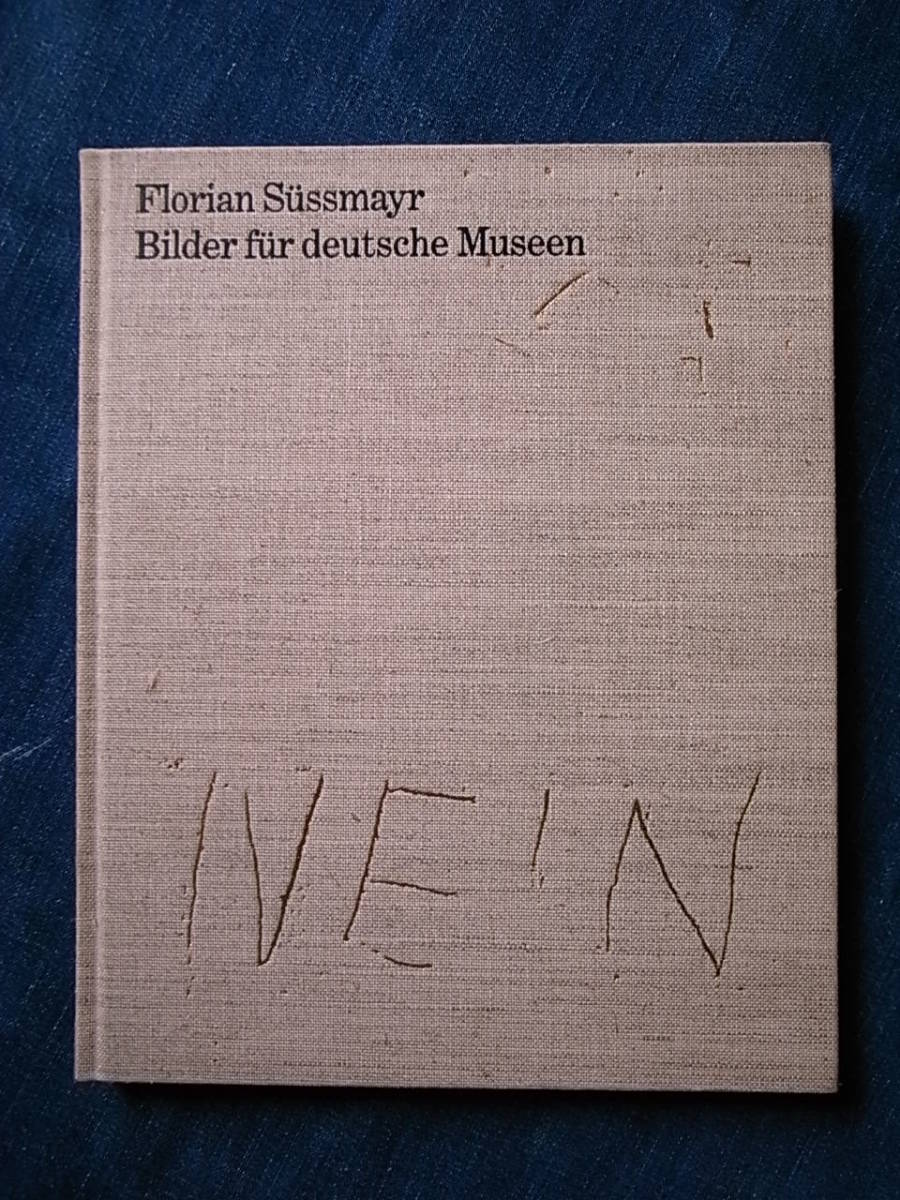 Florian Süssmayr
Bilder für deutsche Museen
NEIN